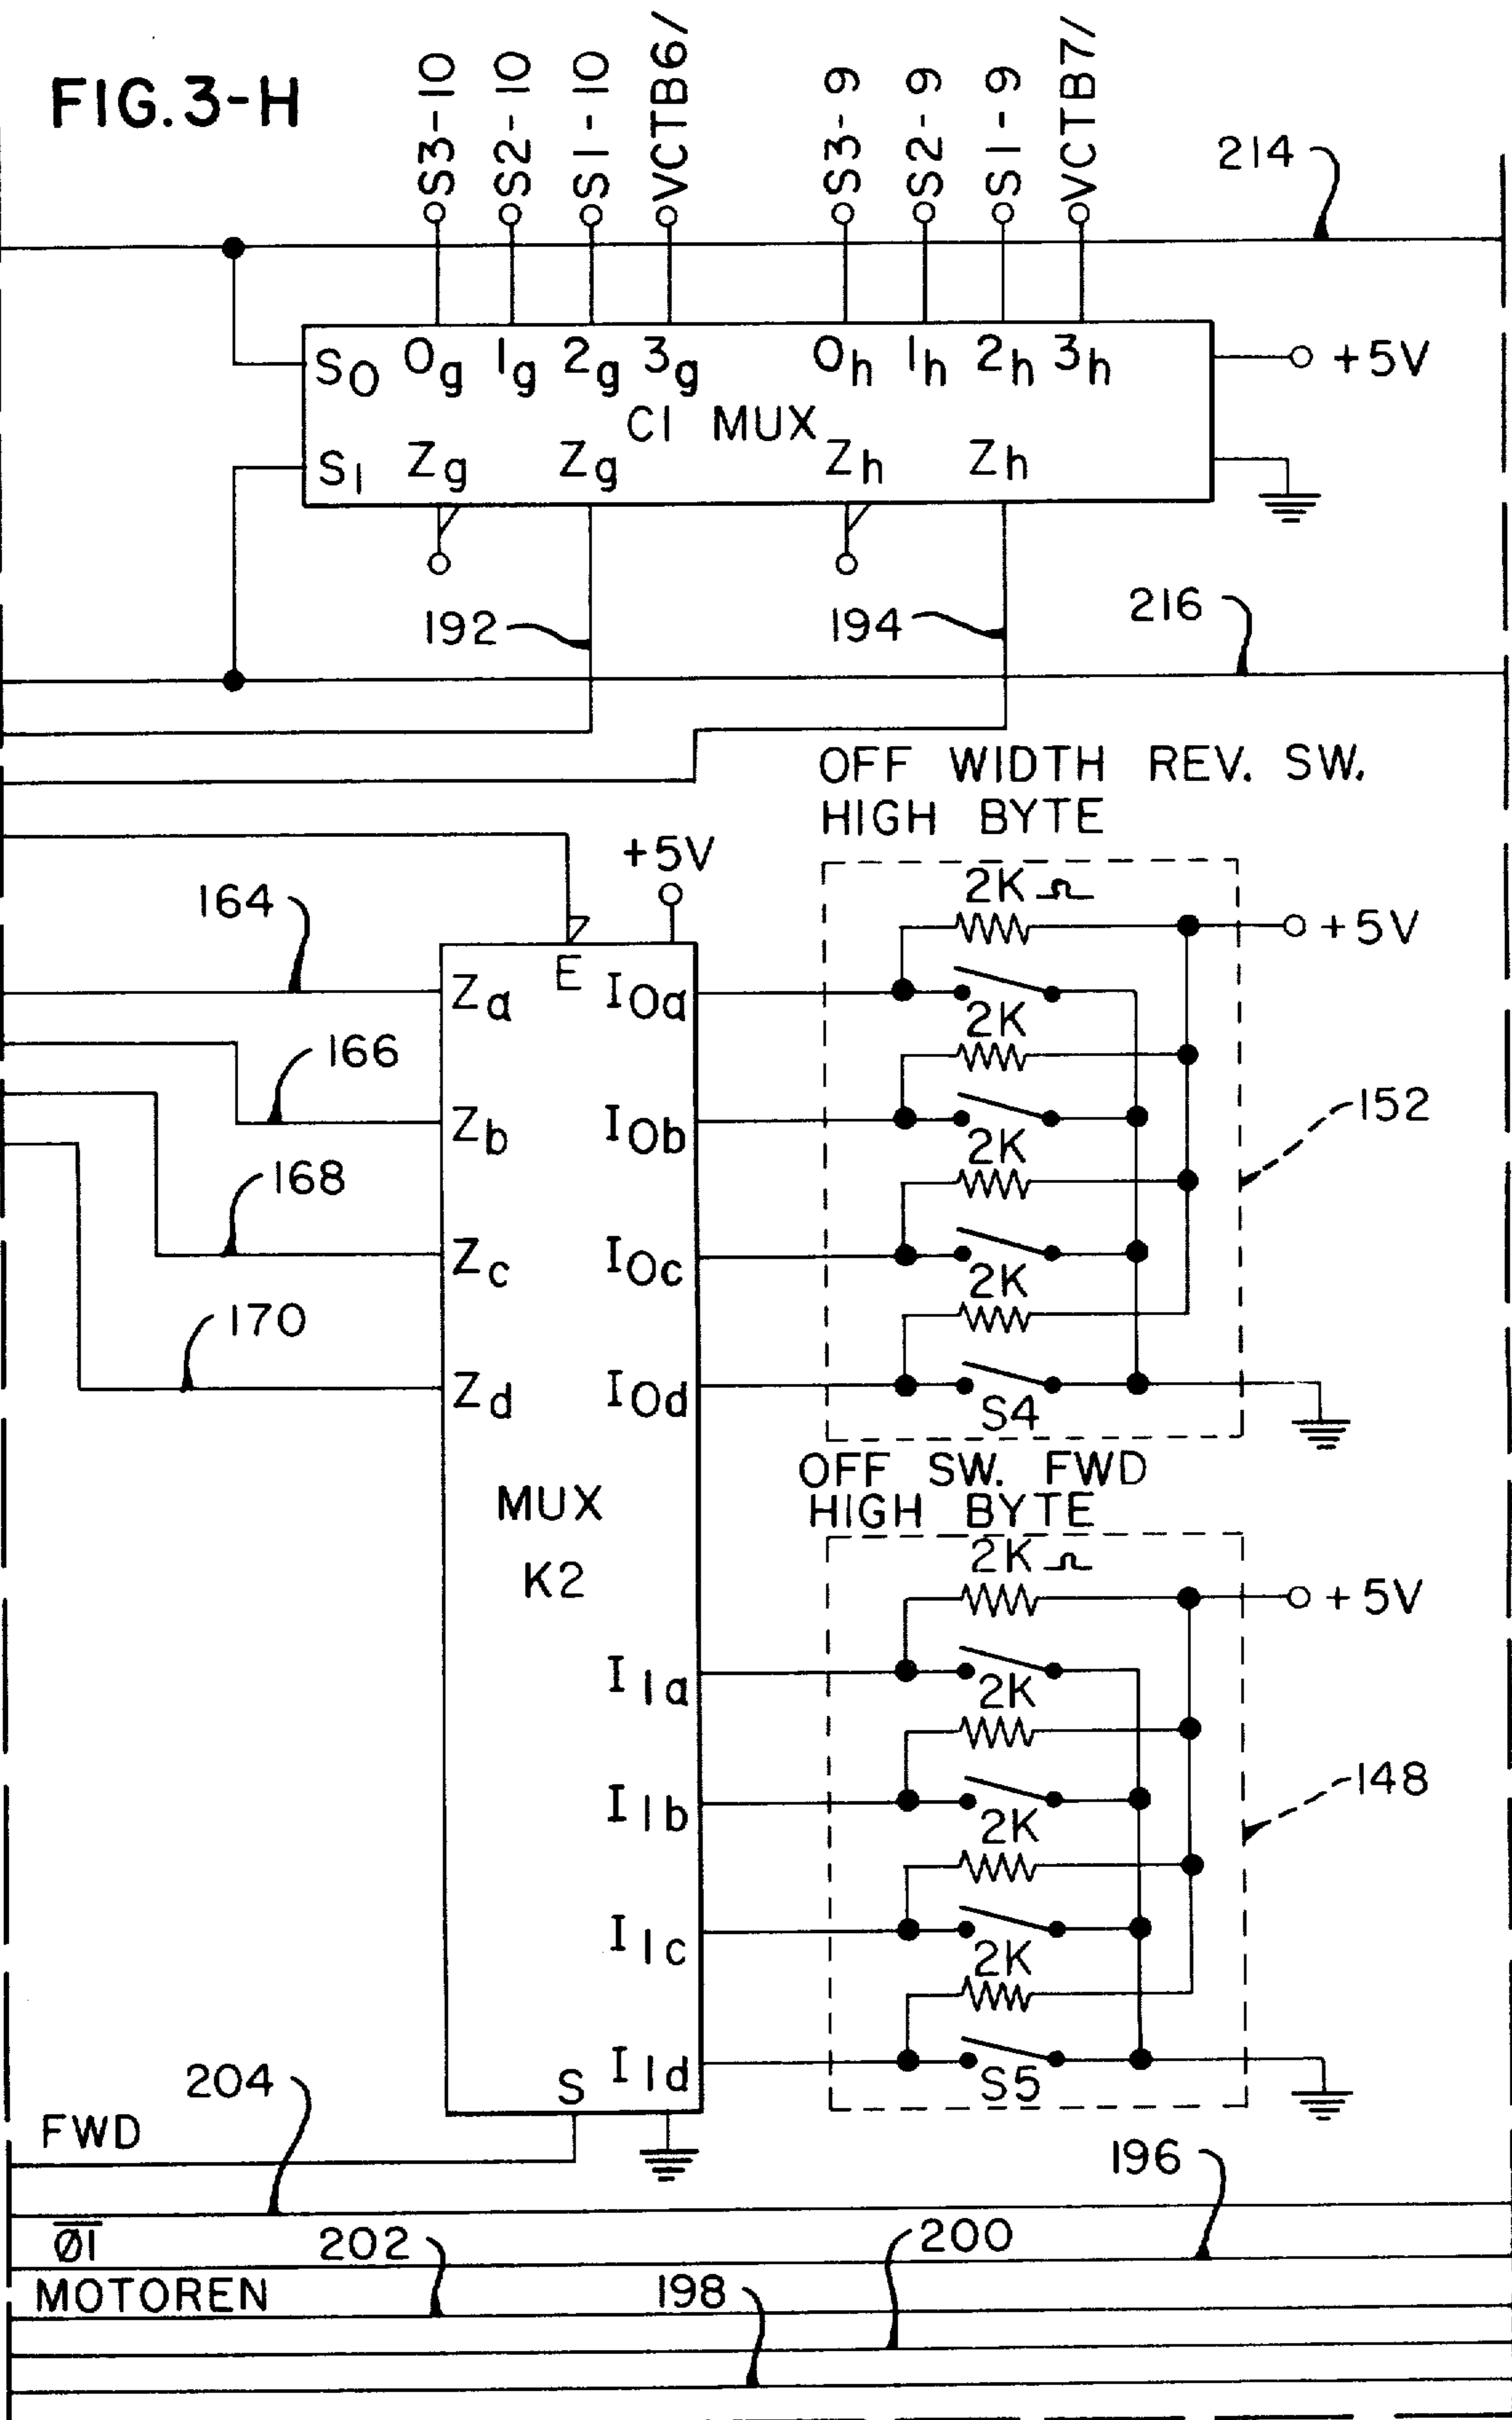 FIG.3-H
S3-10
S2-10
S1-10
VCTB6/
S3-9
S2-9
S1-9
VCTB7/
214
S0 0g 1g 2g 3g 0h 1h 2h 3h
+5V
C1 MUX
S1 Zg Zg Zh Zh
192
194
216
OFF WIDTH REV. SW.
HIGH BYTE
+5V
2K Ω
164
+5V
E
Za
I0a
2K
166
Zb
I0b
152
2K
168
Zc
I0c
2K
170
Zd
I0d
S4
OFF SW. FWD
HIGH BYTE
MUX
K2
2K Ω
+5V
I1a
2K
I1b
148
2K
I1c
2K
I1d
S
S5
204
FWD
196
Ø1
202
200
MOTOREN
198